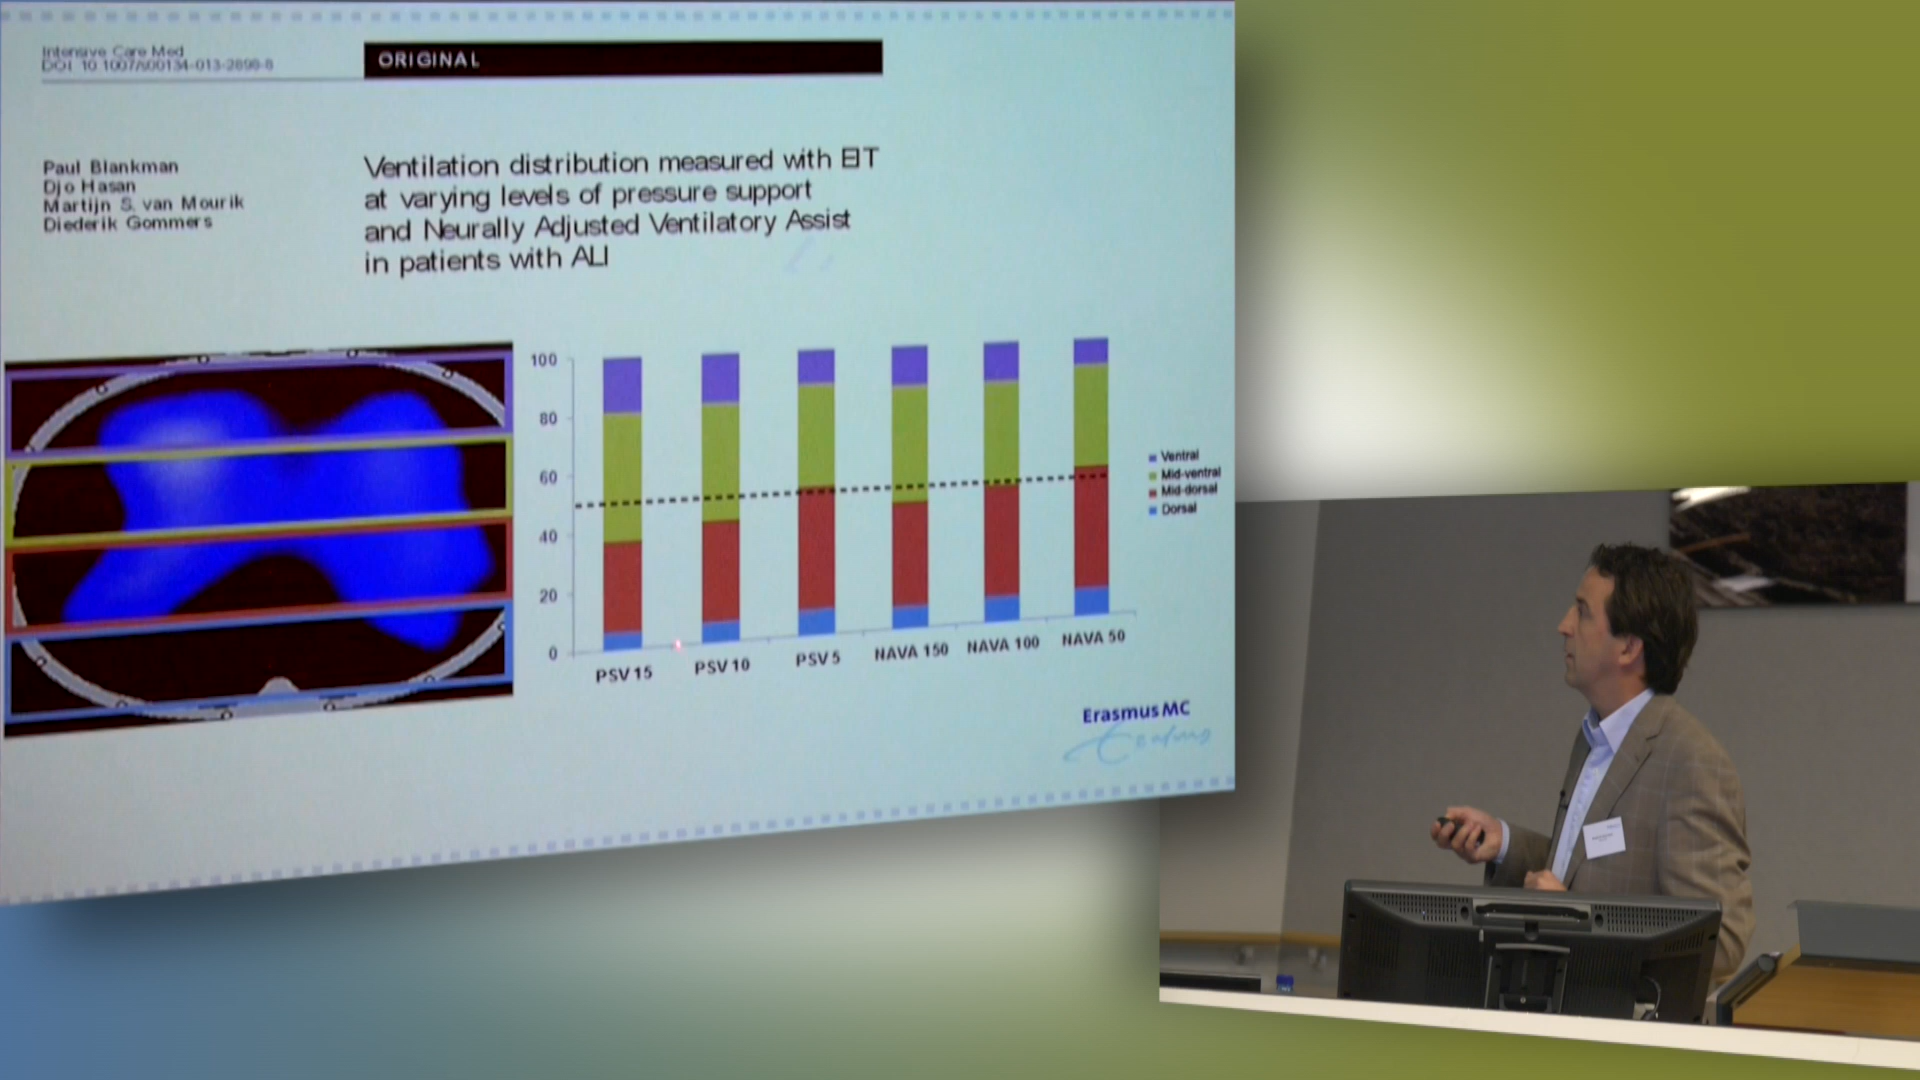 Intensive Care Med
DOI 10.1007/s00134-013-2898-8
ORIGINAL
Paul Blankman
Djo Hasan
Martijn S. van Mourik
Diederik Gommers
Ventilation distribution measured with EIT
at varying levels of pressure support
and Neurally Adjusted Ventilatory Assist
in patients with ALI
100
80
60
40
20
0
PSV 15
PSV 10
PSV 5
NAVA 150
NAVA 100
NAVA 50
Ventral
Mid-ventral
Mid-dorsal
Dorsal
Erasmus MC